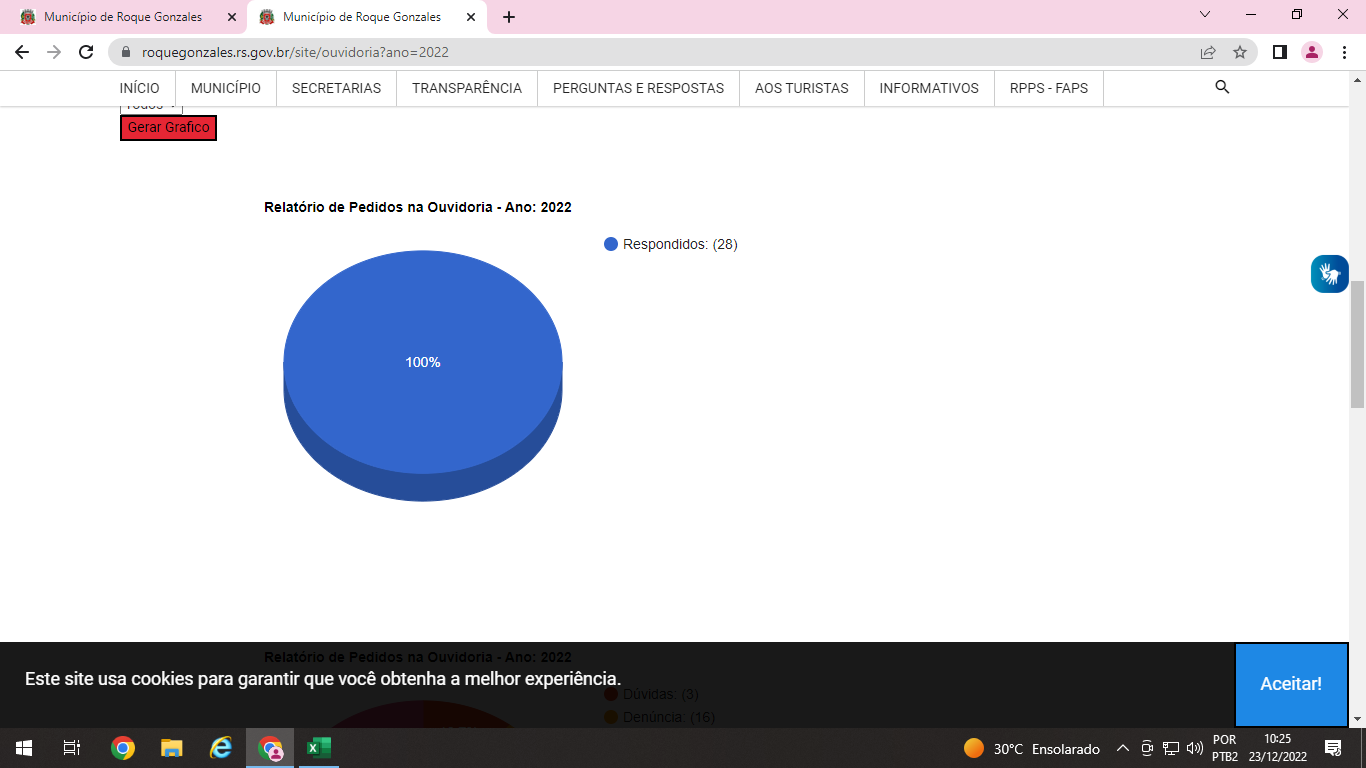 Município de Roque Gonzales
Município de Roque Gonzales
roquegonzales.rs.gov.br/site/ouvidoria?ano=2022
INÍCIO MUNICÍPIO SECRETARIAS TRANSPARÊNCIA PERGUNTAS E RESPOSTAS AOS TURISTAS INFORMATIVOS RPPS - FAPS
Todos
Gerar Grafico
Relatório de Pedidos na Ouvidoria - Ano: 2022
Respondidos: (28)
100%
Relatório de Pedidos na Ouvidoria - Ano: 2022
Este site usa cookies para garantir que você obtenha a melhor experiência.
Aceitar!
Dúvidas: (3)
Denúncia: (16)
30°C Ensolarado
POR
PTB2
10:25
23/12/2022